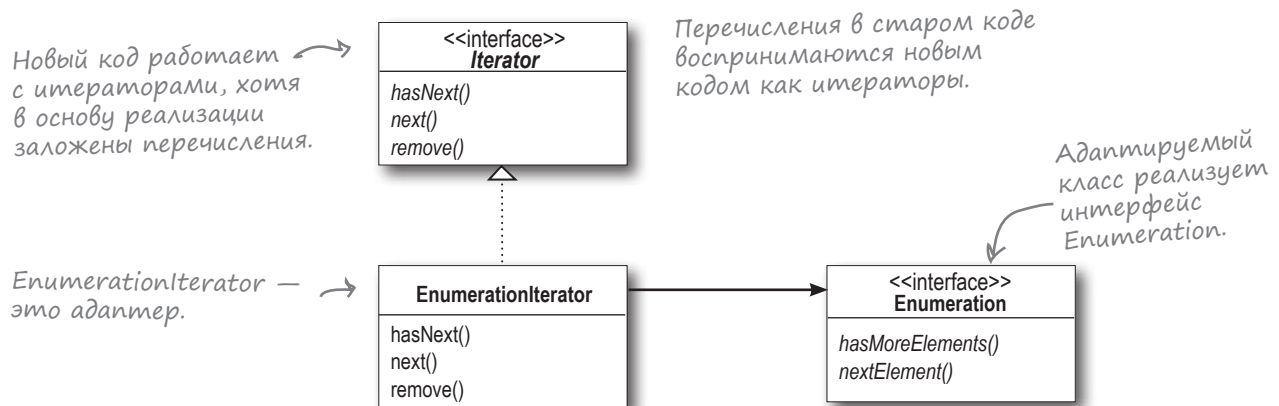 Новый код работает
с итераторами, хотя
в основу реализации
заложены перечисления.
<<interface>>
Iterator
hasNext()
next()
remove()
Перечисления в старом коде
воспринимаются новым
кодом как итераторы.
Адаптируемый
класс реализует
интерфейс
Enumeration.
EnumerationIterator —
это адаптер.
EnumerationIterator
hasNext()
next()
remove()
<<interface>>
Enumeration
hasMoreElements()
nextElement()